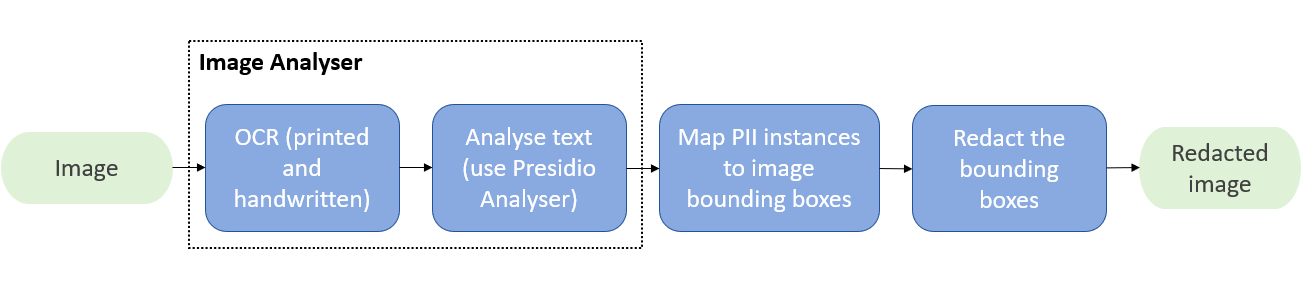 Image Analyser
Image
OCR (printed
and
handwritten)
Analyse text
(use Presidio
Analyser)
Map PII instances
to image
bounding boxes
Redact the
bounding
boxes
Redacted
image